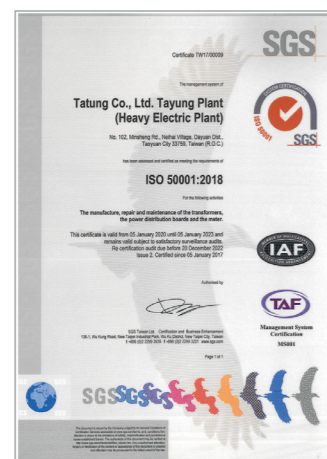 SGS
Certificate TW17/00009
The management system of
Tatung Co., Ltd. Tayung Plant
(Heavy Electric Plant)
No. 102, Minsheng Rd., Neihai Village, Dayuan Dist.,
Taoyuan City 33759, Taiwan (R.O.C.)
has been assessed and certified as meeting the requirements of
ISO 50001:2018
For the following activities
The manufacture, repair and maintenance of the transformers,
the power distribution boards and the meter.
This certificate is valid from 05 January 2020 until 05 January 2023 and
remains valid subject to satisfactory surveillance audits.
Re certification audit due before 20 December 2022
Issue 2. Certified since 05 January 2017
Authorised by
SGS Taiwan Ltd. Certification and Business Enhancement
Page 1 of 1
SYSTEM CERTIFICATION
ISO 50001
SGS
IAF
TAF
Management System
Certification
MS001
SGS